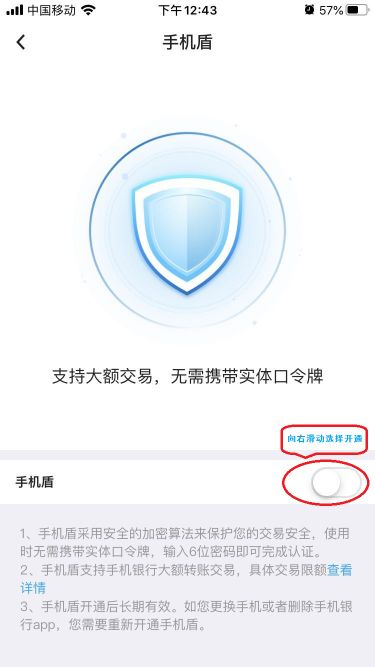 中国移动 下午12:43 57%
手机盾
支持大额交易，无需携带实体口令牌
向右滑动选择开通
手机盾
1、手机盾采用安全的加密算法来保护您的交易安全，使用
时无需携带实体口令牌，输入6位密码即可完成认证。
2、手机盾支持手机银行大额转账交易，具体交易限额查看
详情
3、手机盾开通后长期有效。如您更换手机或者删除手机银
行app，您需要重新开通手机盾。